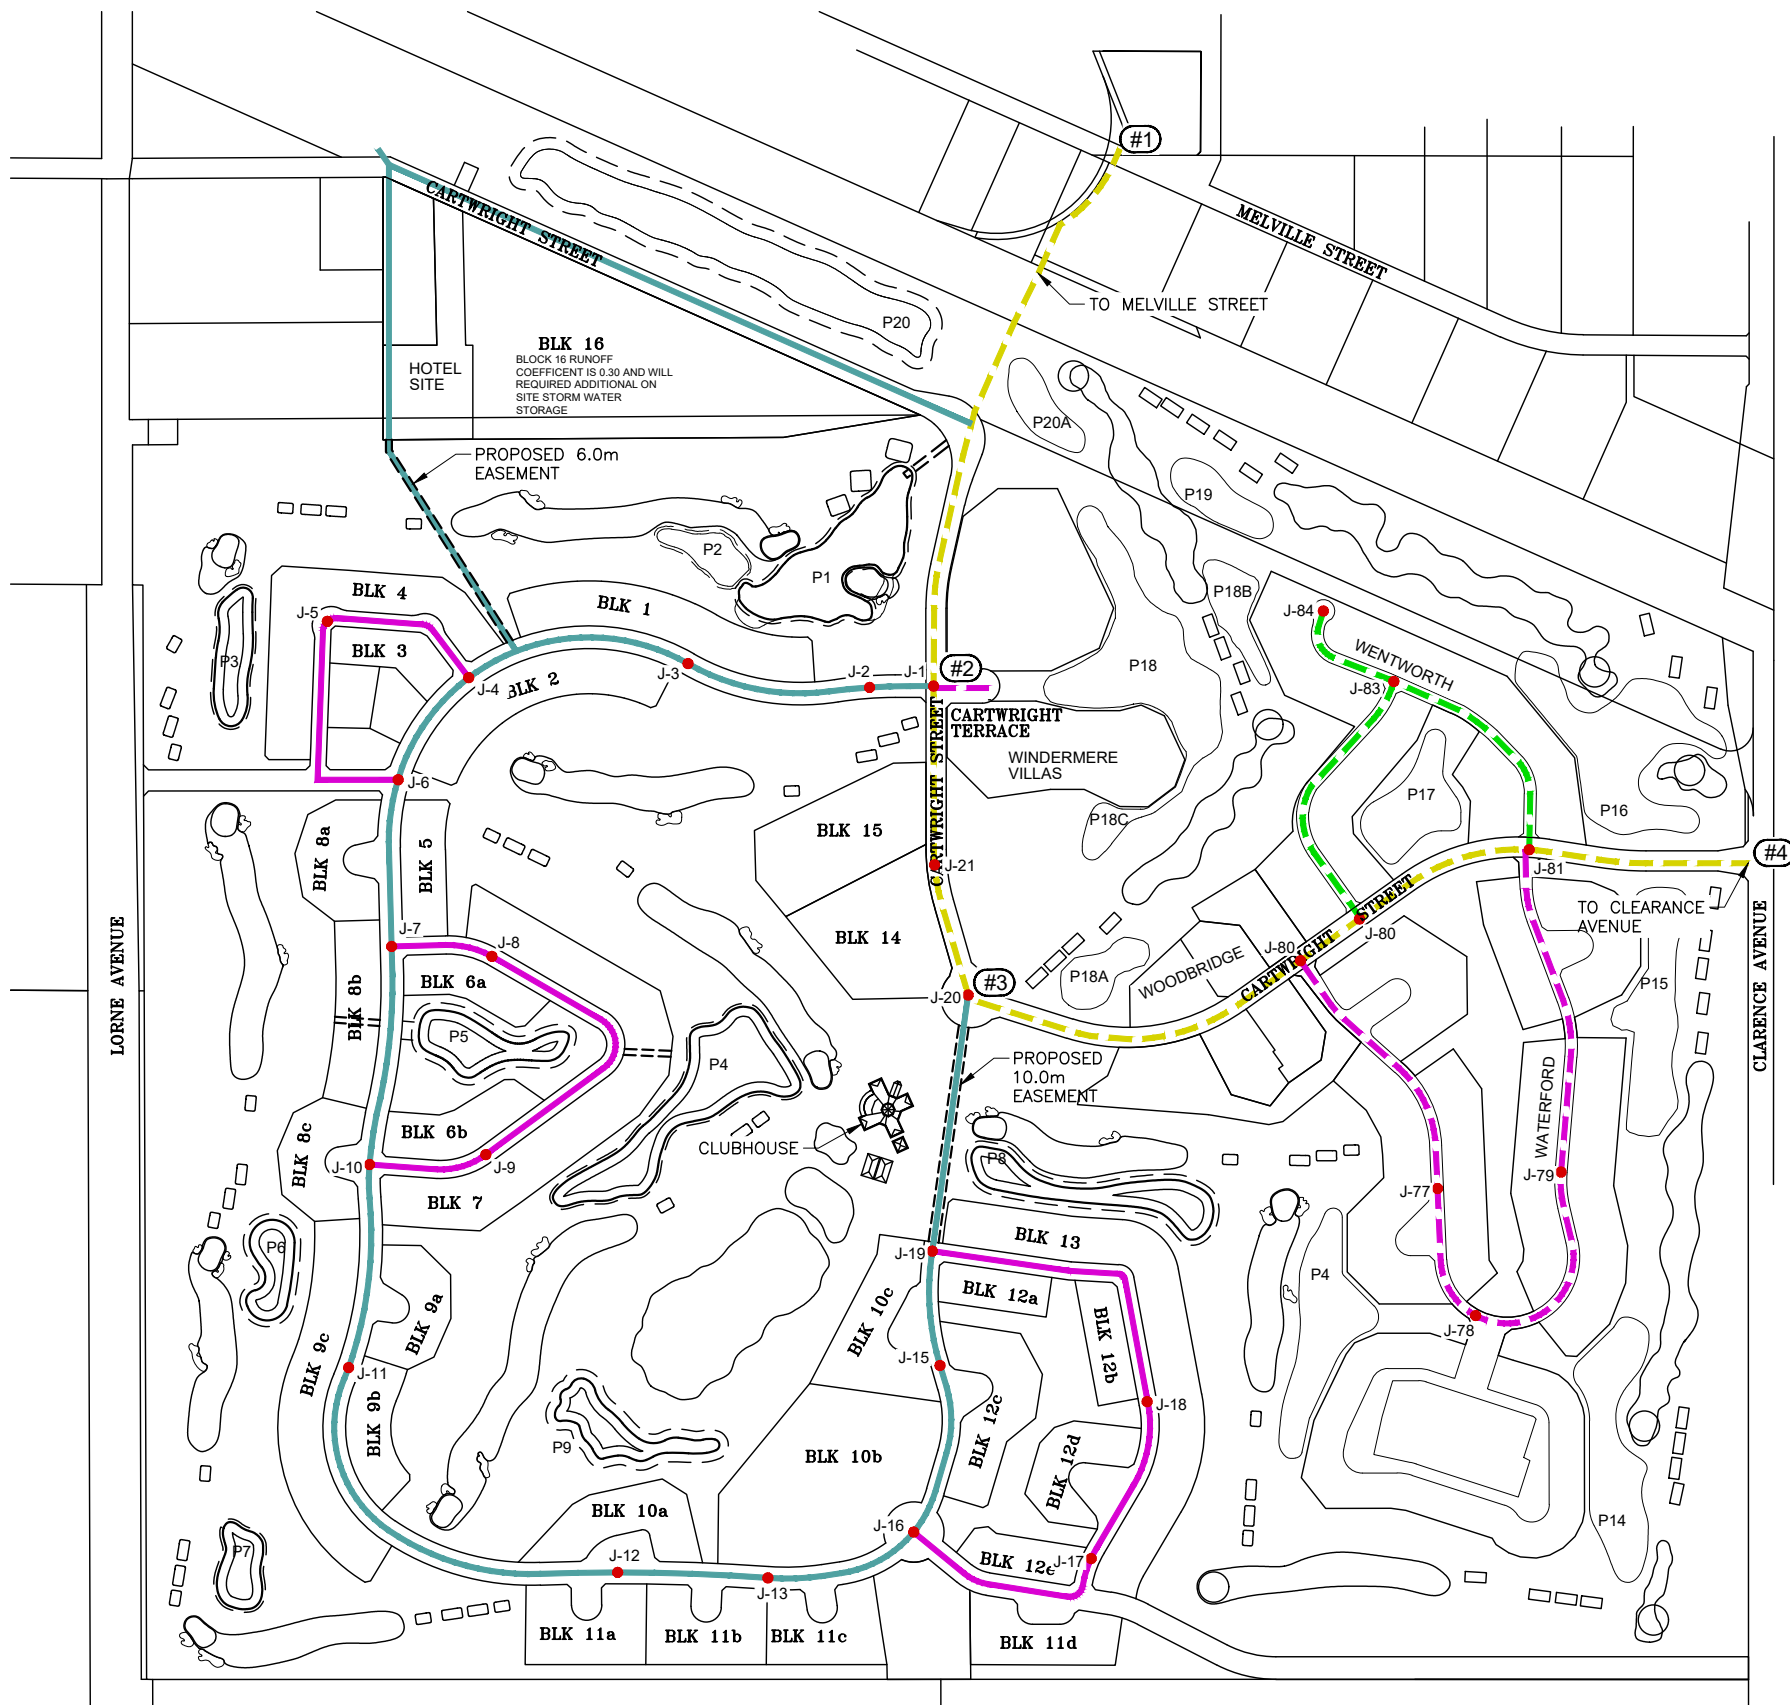 #1
CARTWRIGHT STREET
MELVILLE STREET
TO MELVILLE STREET
P20
BLK 16
BLOCK 16 RUNOFF
COEFFICENT IS 0.30 AND WILL
REQUIRED ADDITIONAL ON
SITE STORM WATER
STORAGE
HOTEL
SITE
P20A
PROPOSED 6.0m
EASEMENT
P19
P2
P1
BLK 4
BLK 1
P18B
J-84
J-5
BLK 3
P3
WENTWORTH
P18
#2
J-1
J-2
J-3
J-4
BLK 2
J-83
CARTWRIGHT
TERRACE
CARTWRIGHT STREET
WINDERMERE
VILLAS
J-6
P17
P16
P18C
BLK 15
BLK 8a
BLK 5
J-21
#4
J-81
STREET
TO CLEARANCE
AVENUE
J-7
J-8
BLK 14
J-80
J-80
CARTWRIGHT
WOODBRIDGE
P18A
LORNE AVENUE
CLARENCE AVENUE
BLK 8b
BLK 6a
#3
J-20
P15
P5
P4
PROPOSED
10.0m
EASEMENT
WATERFORD
BLK 8c
BLK 6b
CLUBHOUSE
J-10
J-9
P8
J-77
J-79
BLK 7
BLK 13
P6
J-19
P4
BLK 12a
BLK 10c
BLK 9a
BLK 12b
J-78
BLK 9c
J-11
J-15
J-18
BLK 9b
BLK 12c
P9
BLK 10b
BLK 12d
BLK 10a
J-16
P14
P7
J-12
J-13
BLK 12e
J-17
BLK 11a
BLK 11b
BLK 11c
BLK 11d